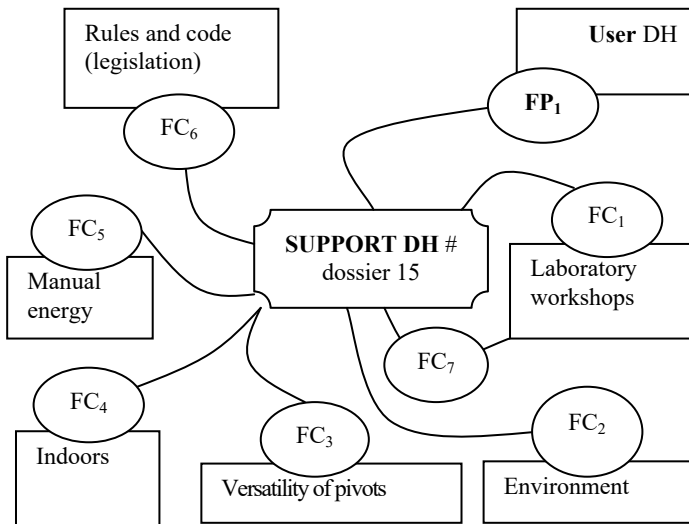 Rules and code
(legislation)
User DH
FP₁
FC₆
FC₁
FC₅
SUPPORT DH #
dossier 15
Laboratory
workshops
Manual
energy
FC₇
FC₄
FC₂
FC₃
Indoors
Versatility of pivots
Environment